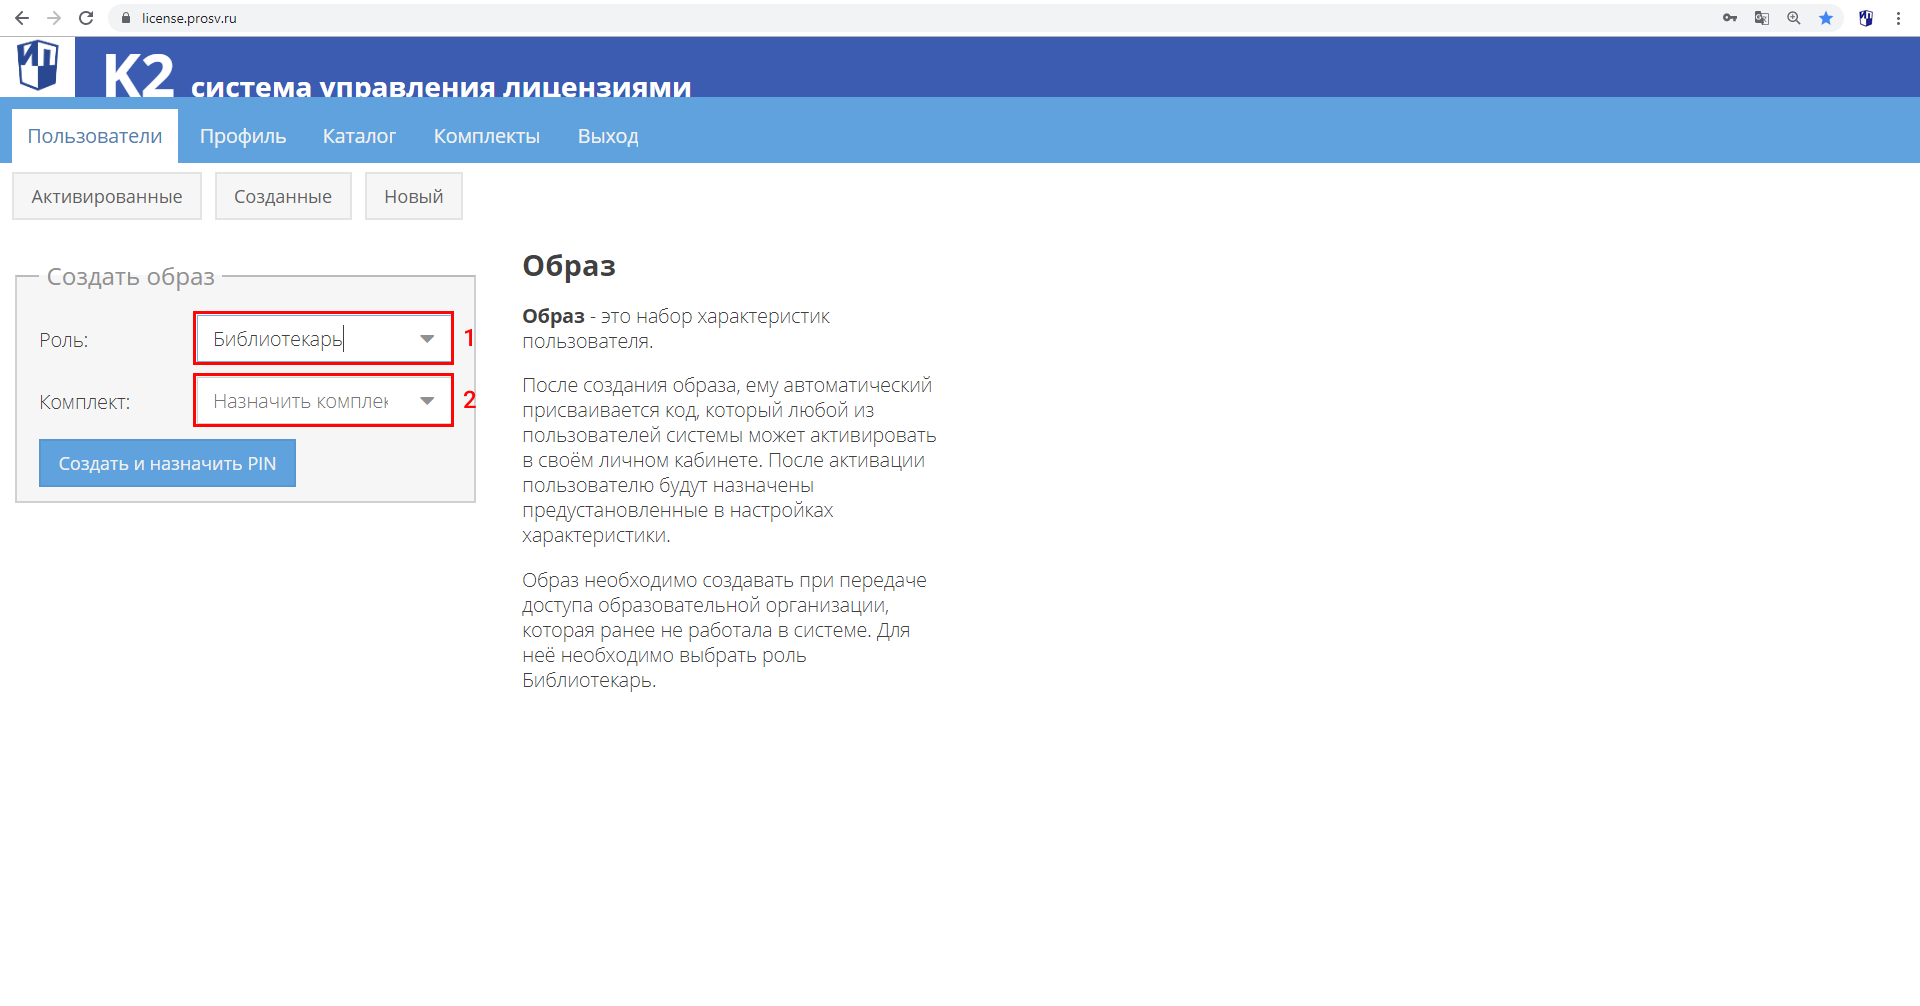 license.prosv.ru
ИП
К2 система управления лицензиями
Пользователи Профиль Каталог Комплекты Выход
Активированные Созданные Новый
Создать образ
Роль: Библиотекарь 1
Комплект: Назначить комплек 2
Создать и назначить PIN
Образ
Образ - это набор характеристик
пользователя.
После создания образа, ему автоматический
присваивается код, который любой из
пользователей системы может активировать
в своём личном кабинете. После активации
пользователю будут назначены
предустановленные в настройках
характеристики.
Образ необходимо создавать при передаче
доступа образовательной организации,
которая ранее не работала в системе. Для
неё необходимо выбрать роль
Библиотекарь.